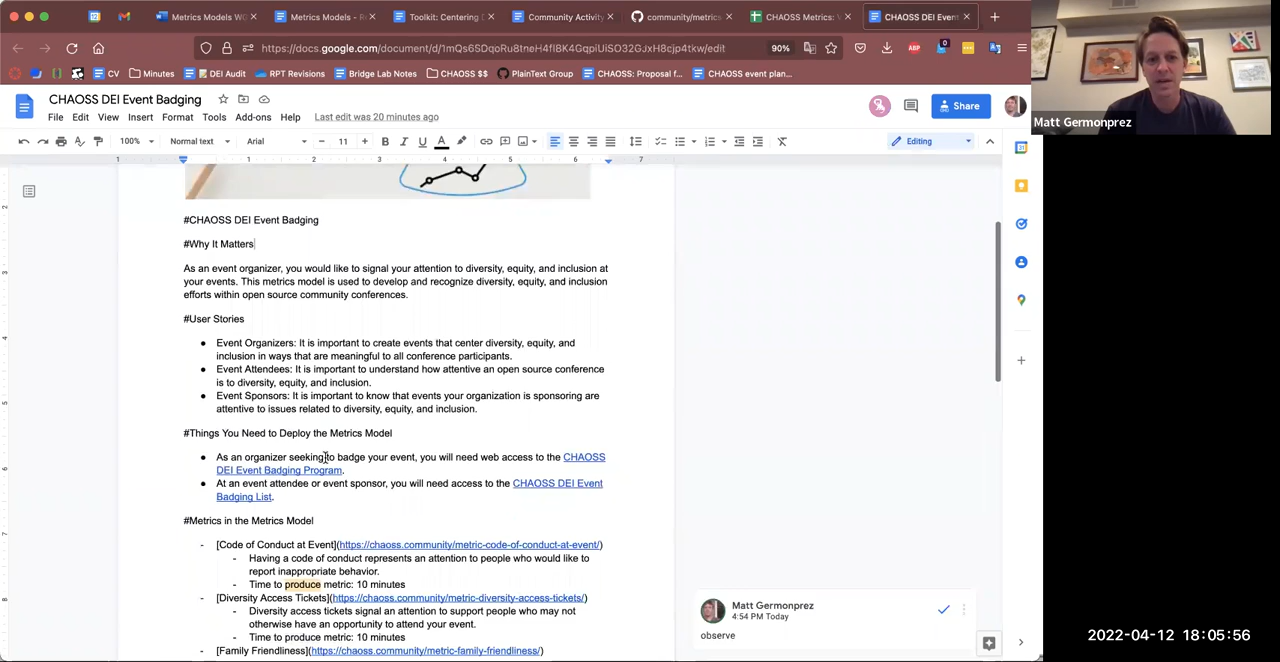 Metrics Models WG
Metrics Models - R
Toolkit: Centering D
Community Activity
community/metrics
CHAOSS Metrics: V
CHAOSS DEI Even
https://docs.google.com/document/d/1mQs6SDqoRu8tneH4fIBK4GqpiUiSO32GJxH8cjp4tkw/edit
90%
CV
Minutes
DEI Audit
RPT Revisions
Bridge Lab Notes
CHAOSS $$
PlainText Group
CHAOSS: Proposal f...
CHAOSS event plan...
Matt Germonprez
CHAOSS DEI Event Badging
File Edit View Insert Format Tools Add-ons Help Last edit was 20 minutes ago
Share
100% Normal text Arial 11
Editing
#CHAOSS DEI Event Badging
#Why It Matters
As an event organizer, you would like to signal your attention to diversity, equity, and inclusion at
your events. This metrics model is used to develop and recognize diversity, equity, and inclusion
efforts within open source community conferences.
#User Stories
Event Organizers: It is important to create events that center diversity, equity, and
inclusion in ways that are meaningful to all conference participants.
Event Attendees: It is important to understand how attentive an open source conference
is to diversity, equity, and inclusion.
Event Sponsors: It is important to know that events your organization is sponsoring are
attentive to issues related to diversity, equity, and inclusion.
#Things You Need to Deploy the Metrics Model
As an organizer seeking to badge your event, you will need web access to the CHAOSS
DEI Event Badging Program.
At an event attendee or event sponsor, you will need access to the CHAOSS DEI Event
Badging List.
#Metrics in the Metrics Model
- [Code of Conduct at Event](https://chaoss.community/metric-code-of-conduct-at-event/)
- Having a code of conduct represents an attention to people who would like to
report inappropriate behavior.
- Time to produce metric: 10 minutes
- [Diversity Access Tickets](https://chaoss.community/metric-diversity-access-tickets/)
- Diversity access tickets signal an attention to support people who may not
otherwise have an opportunity to attend your event.
- Time to produce metric: 10 minutes
- [Family Friendliness](https://chaoss.community/metric-family-friendliness/)
Matt Germonprez
4:54 PM Today
observe
2022-04-12 18:05:56